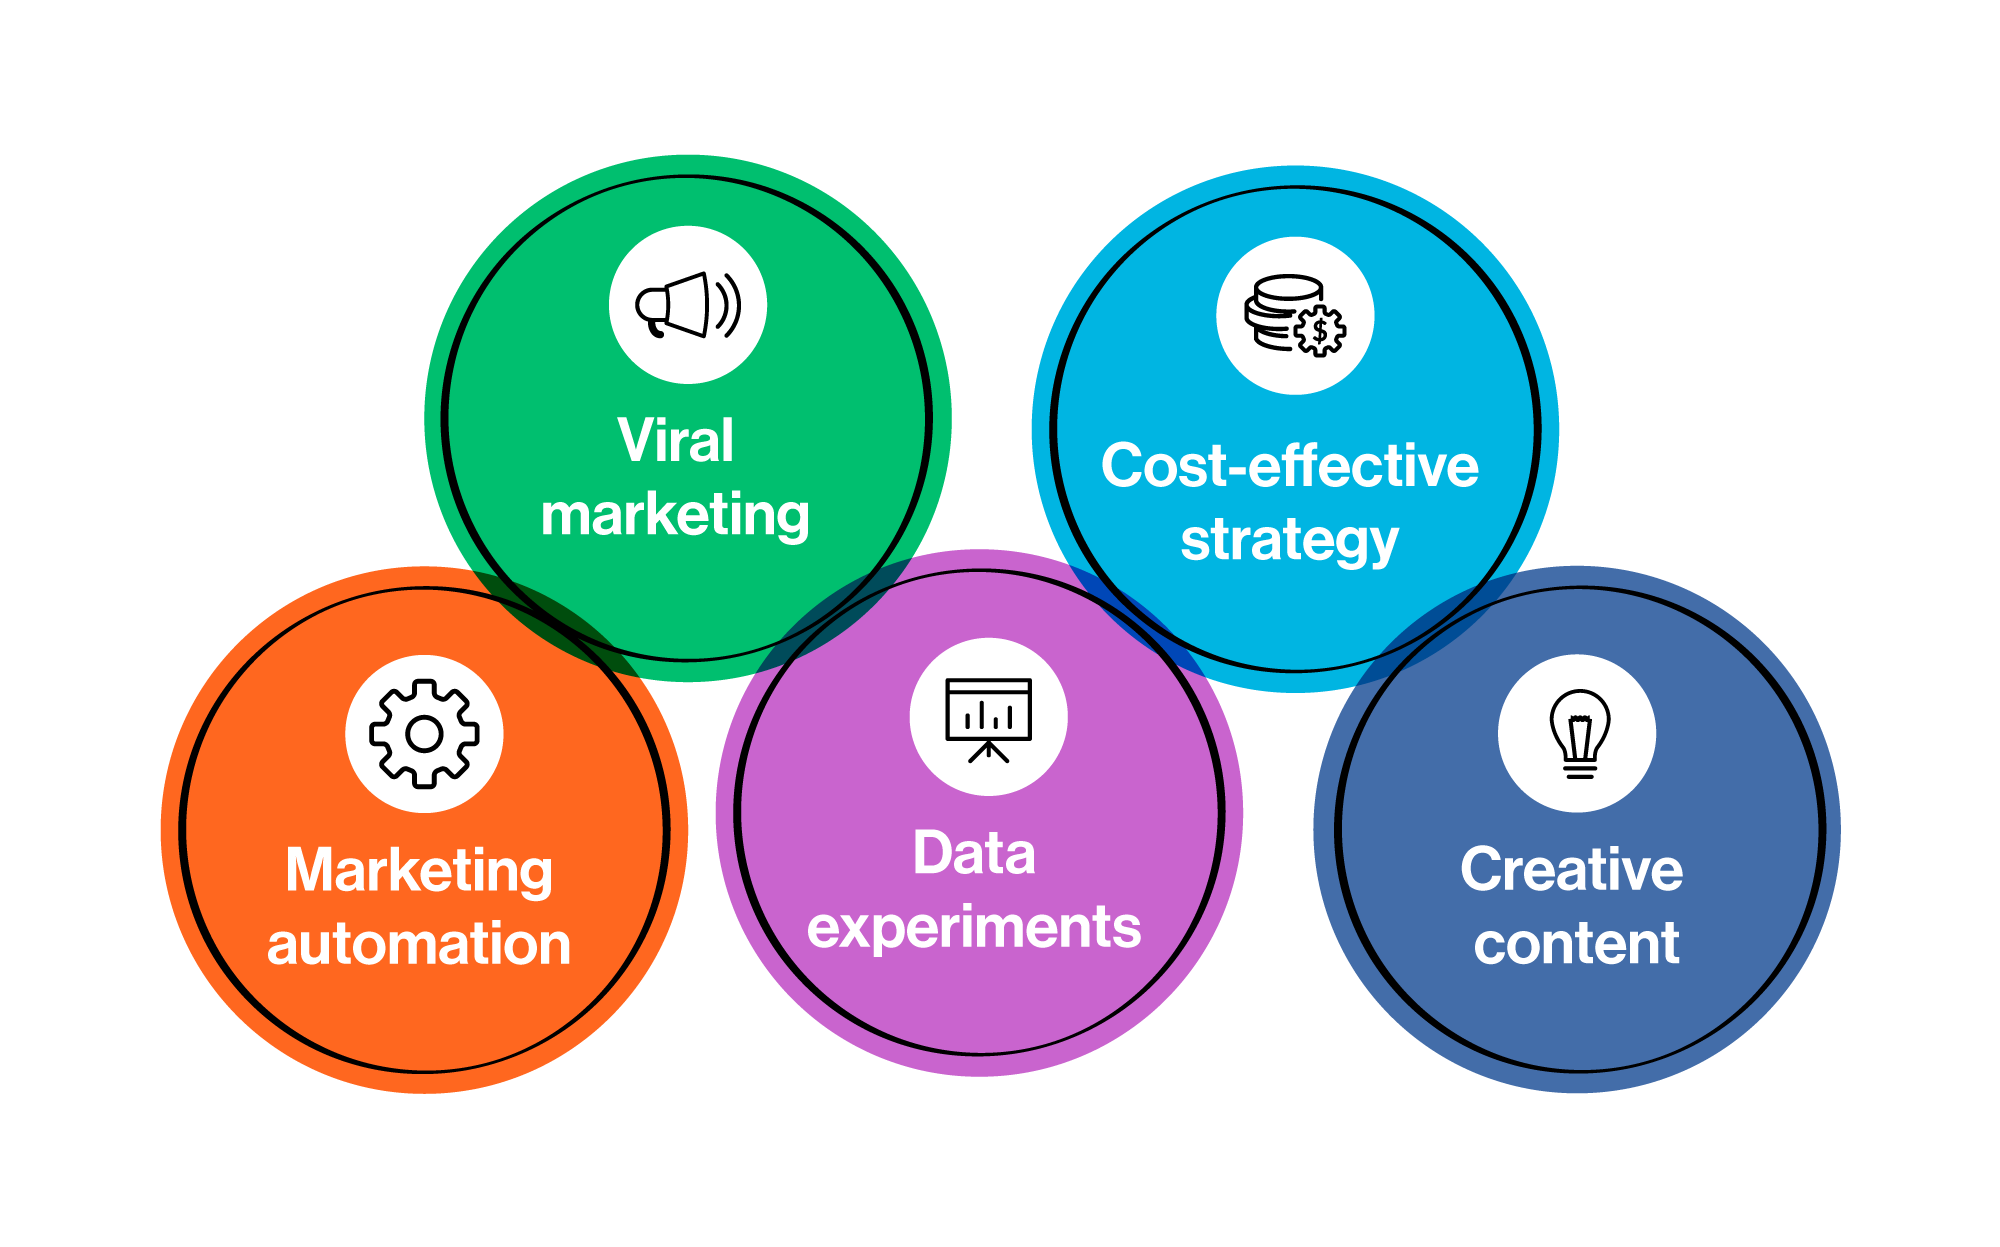 Viral
marketing
Cost-effective
strategy
$
Marketing
automation
Data
experiments
Creative
content